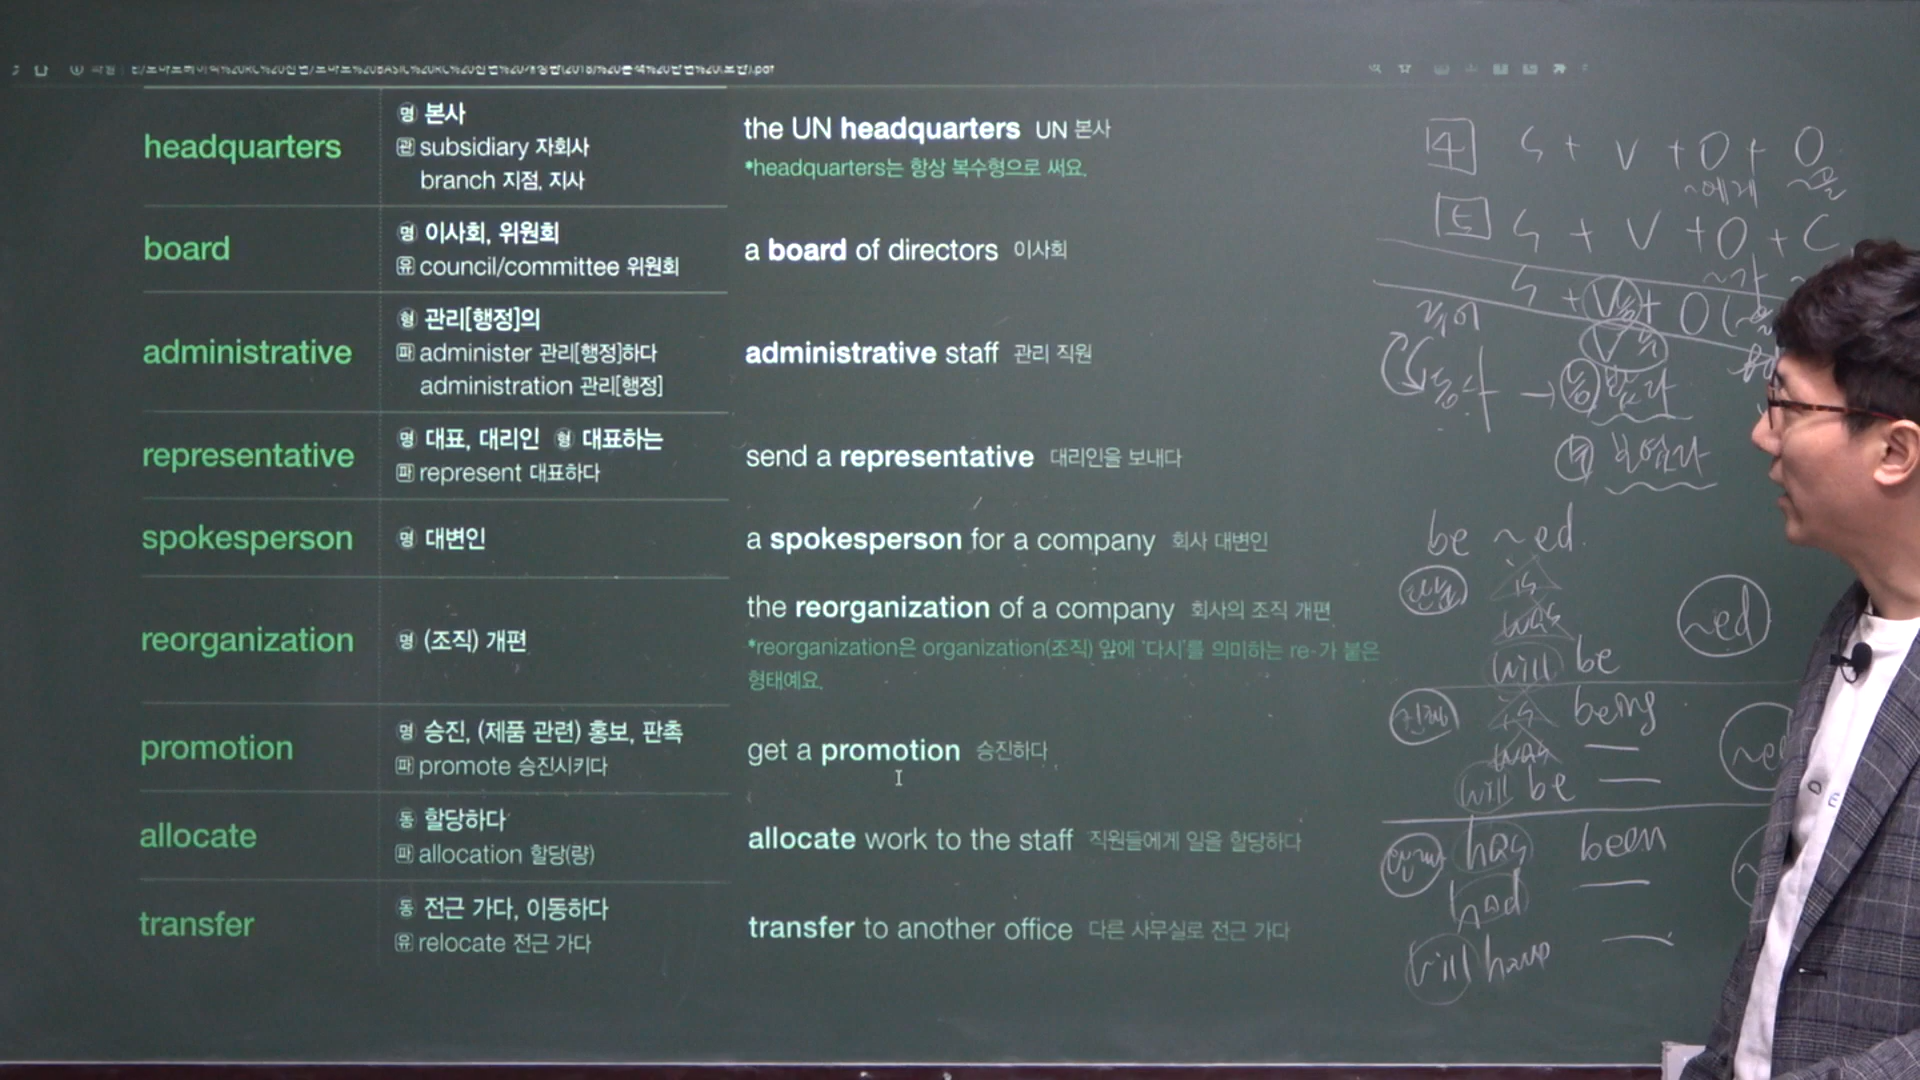 headquarters
명 본사
관 subsidiary 자회사
branch 지점, 지사
the UN headquarters UN 본사
*headquarters는 항상 복수형으로 써요.
board
명 이사회, 위원회
유 council/committee 위원회
a board of directors 이사회
administrative
형 관리[행정]의
파 administer 관리[행정]하다
administration 관리[행정]
administrative staff 관리 직원
representative
명 대표, 대리인 형 대표하는
파 represent 대표하다
send a representative 대리인을 보내다
spokesperson
명 대변인
a spokesperson for a company 회사 대변인
reorganization
명 (조직) 개편
the reorganization of a company 회사의 조직 개편
*reorganization은 organization(조직) 앞에 '다시'를 의미하는 re-가 붙은
형태예요.
promotion
명 승진, (제품 관련) 홍보, 판촉
파 promote 승진시키다
get a promotion 승진하다
allocate
동 할당하다
파 allocation 할당(량)
allocate work to the staff 직원들에게 일을 할당하다
transfer
동 전근 가다, 이동하다
유 relocate 전근 가다
transfer to another office 다른 사무실로 전근 가다
4 S + V + O + O
~에게 ~를
5 S + V + O + C
be ~ed
is
was
will be
~ed
is being
was
will be
has been
had
will have